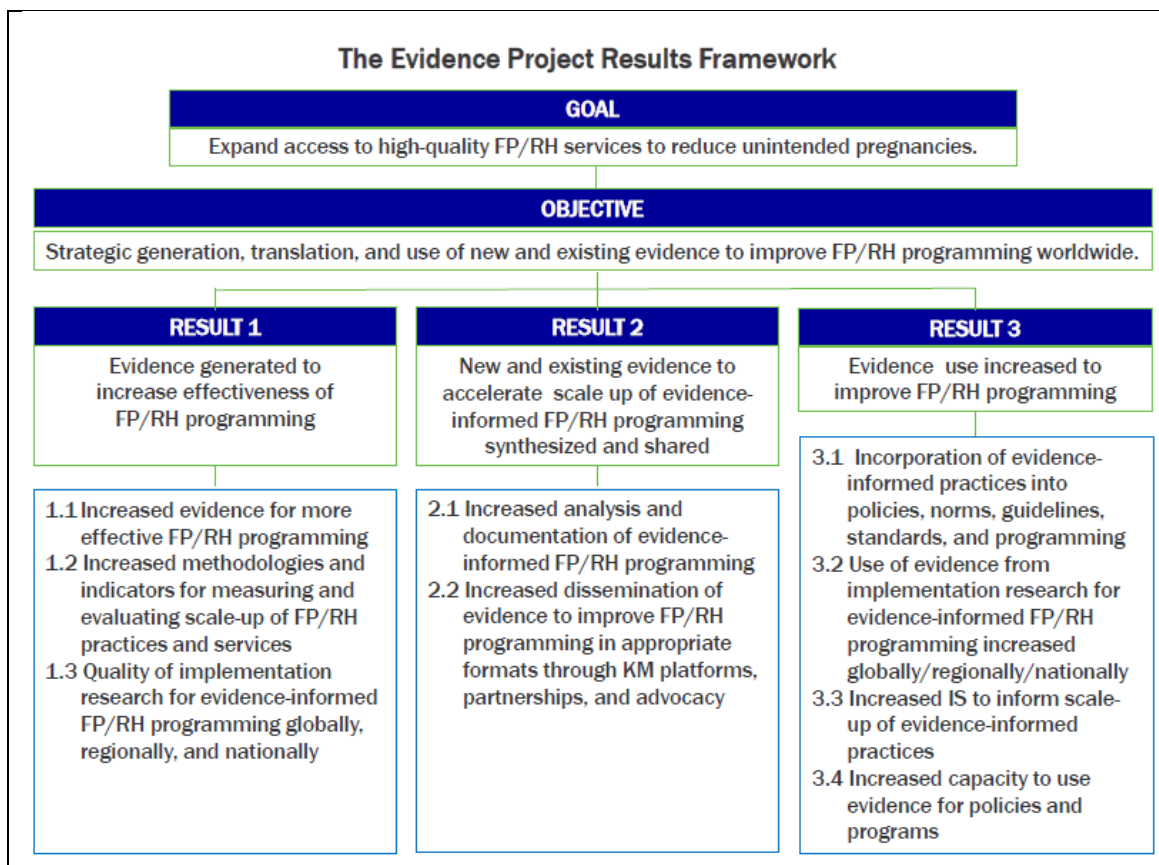 The Evidence Project Results Framework
GOAL
Expand access to high-quality FP/RH services to reduce unintended pregnancies.
OBJECTIVE
Strategic generation, translation, and use of new and existing evidence to improve FP/RH programming worldwide.
RESULT 1
Evidence generated to
increase effectiveness of
FP/RH programming
1.1 Increased evidence for more
effective FP/RH programming
1.2 Increased methodologies and
indicators for measuring and
evaluating scale-up of FP/RH
practices and services
1.3 Quality of implementation
research for evidence-informed
FP/RH programming globally,
regionally, and nationally
RESULT 2
New and existing evidence to
accelerate scale up of evidence-
informed FP/RH programming
synthesized and shared
2.1 Increased analysis and
documentation of evidence-
informed FP/RH programming
2.2 Increased dissemination of
evidence to improve FP/RH
programming in appropriate
formats through KM platforms,
partnerships, and advocacy
RESULT 3
Evidence use increased to
improve FP/RH programming
3.1 Incorporation of evidence-
informed practices into
policies, norms, guidelines,
standards, and programming
3.2 Use of evidence from
implementation research for
evidence-informed FP/RH
programming increased
globally/regionally/nationally
3.3 Increased IS to inform scale-
up of evidence-informed
practices
3.4 Increased capacity to use
evidence for policies and
programs